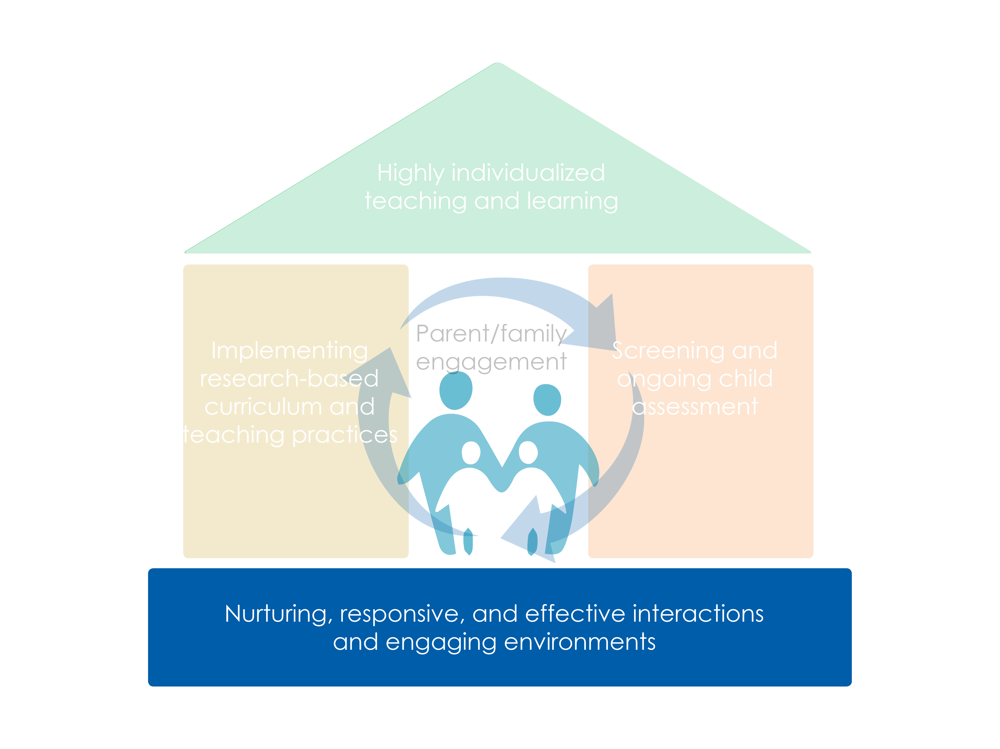 Highly individualized
teaching and learning
Parent/family
engagement
Implementing
research-based
curriculum and
teaching practices
Screening and
ongoing child
assessment
Nurturing, responsive, and effective interactions
and engaging environments